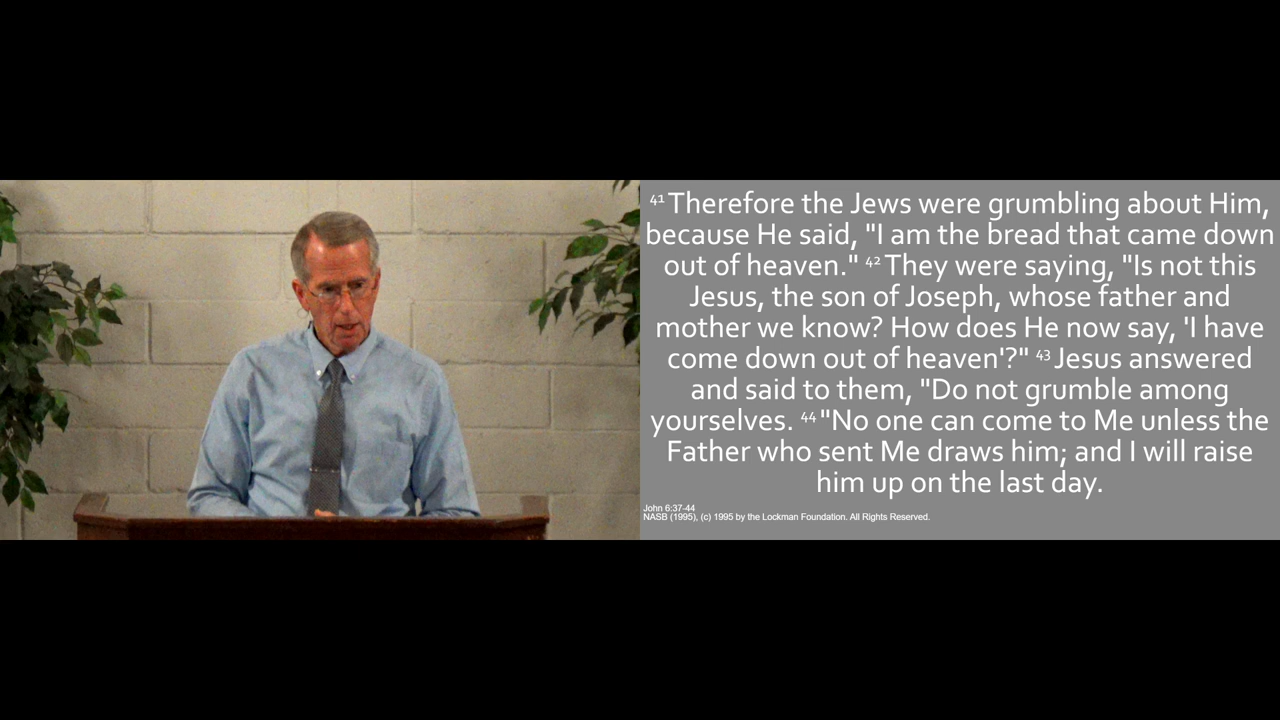 41 Therefore the Jews were grumbling about Him,
because He said, "I am the bread that came down
out of heaven." 42 They were saying, "Is not this
Jesus, the son of Joseph, whose father and
mother we know? How does He now say, 'I have
come down out of heaven'?" 43 Jesus answered
and said to them, "Do not grumble among
yourselves. 44 "No one can come to Me unless the
Father who sent Me draws him; and I will raise
him up on the last day.
John 6:37-44
NASB (1995), (c) 1995 by the Lockman Foundation. All Rights Reserved.